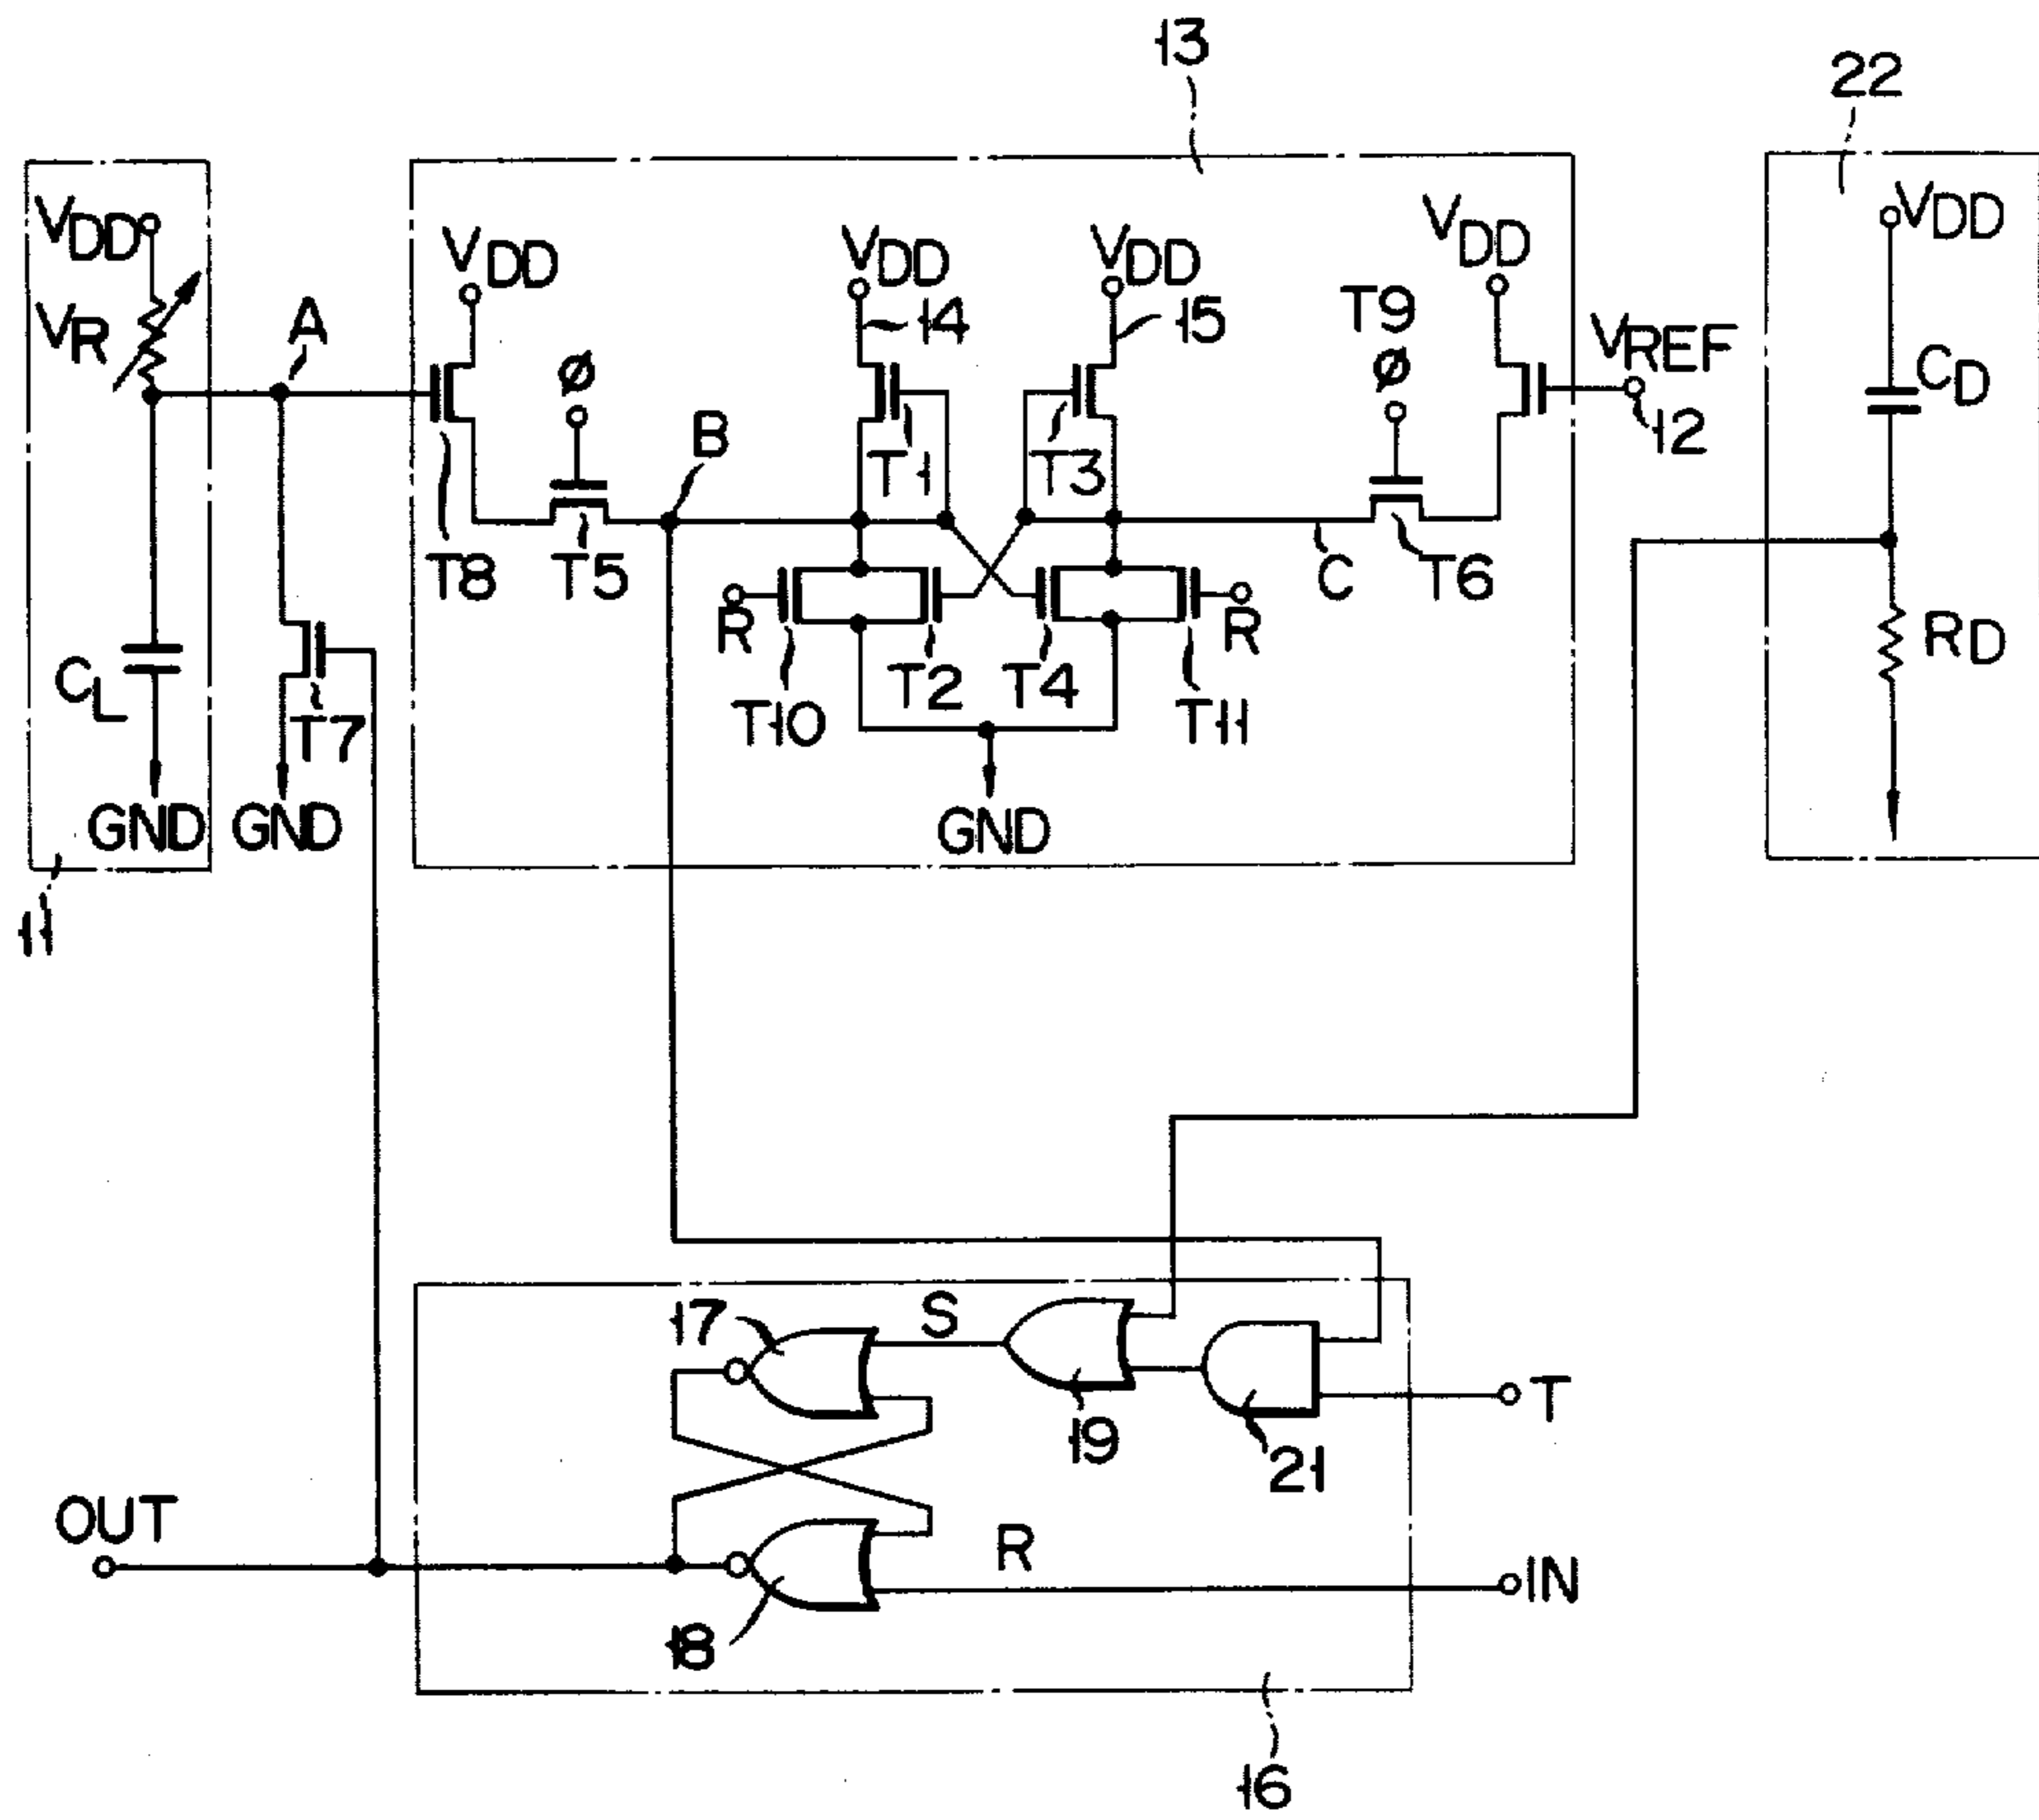 13
22
VDD
VR
A
VDD
Ø
B
VDD
14
T1
VDD
15
T3
T9
Ø
VDD
VREF
12
VDD
CD
T8
T5
C
T6
R
R
RD
CL
T7
T10
T2
T4
T11
GND
GND
GND
11
17
S
19
21
T
OUT
R
IN
18
16